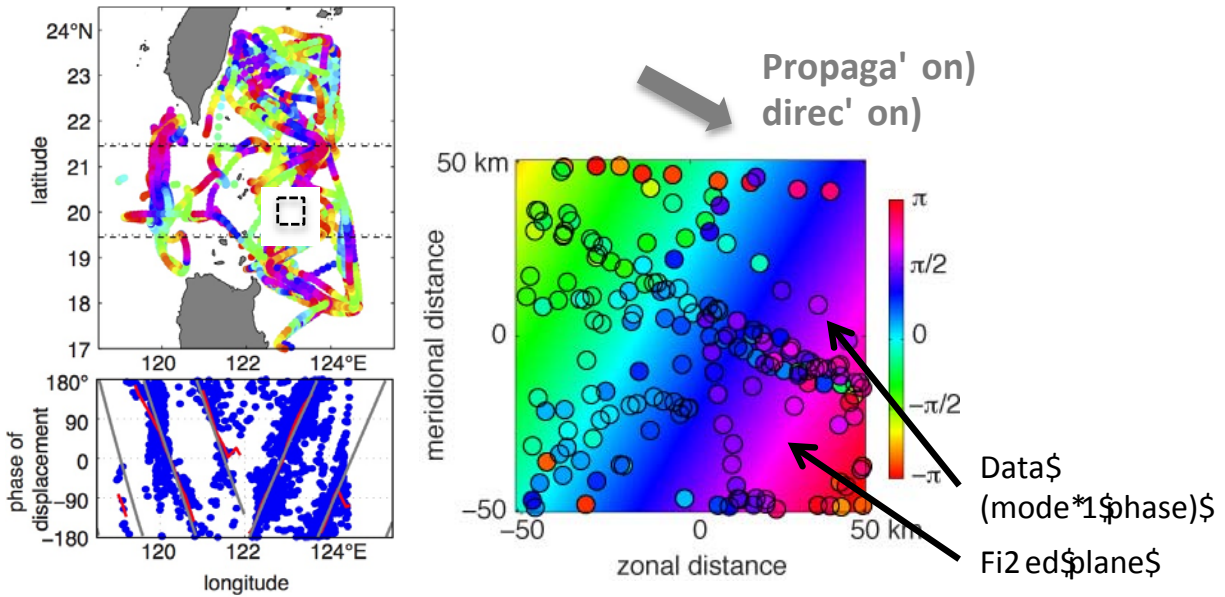 24°N
23
22
21
20
19
18
17
latitude
120
122
124°E
180°
90
0
−90
−180
phase of
displacement
120
122
124°E
longitude
Propaga' on)
direc' on)
50 km
0
−50
meridional distance
−50
0
50 km
zonal distance
π
π/2
0
−π/2
−π
Data$
(mode*1$phase)$
Fi2 ed$plane$